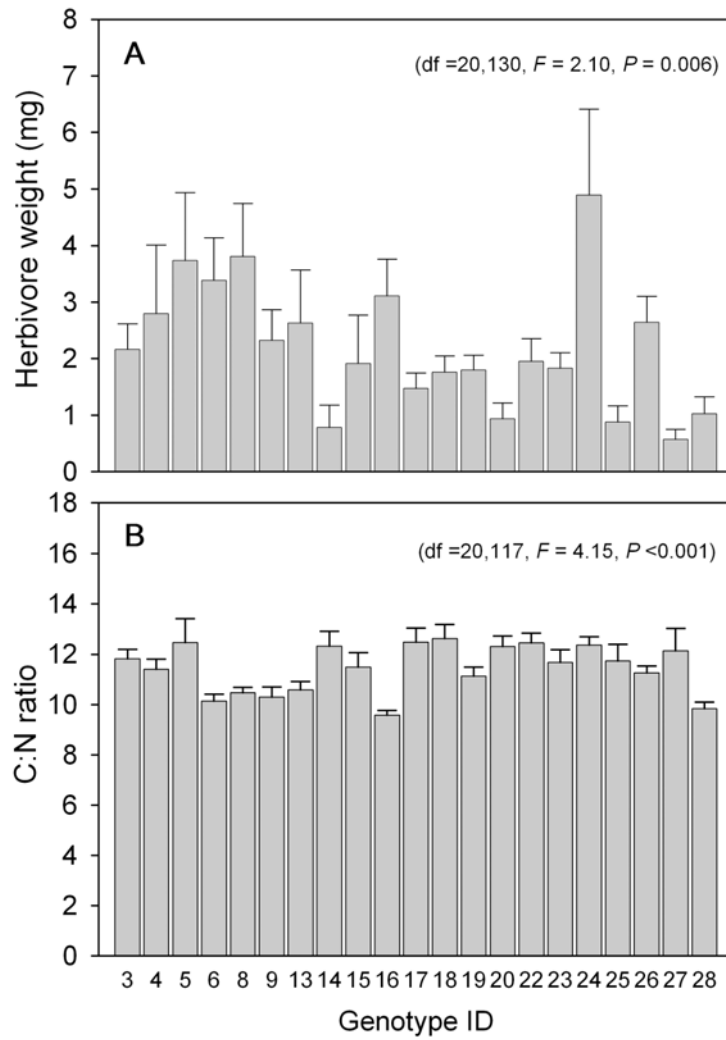 8
A
(df =20,130, F = 2.10, P = 0.006)
7
6
5
4
3
2
1
0
Herbivore weight (mg)
18
B
(df =20,117, F = 4.15, P <0.001)
16
14
12
10
8
6
4
2
0
C:N ratio
3 4 5 6 8 9 13 14 15 16 17 18 19 20 22 23 24 25 26 27 28
Genotype ID